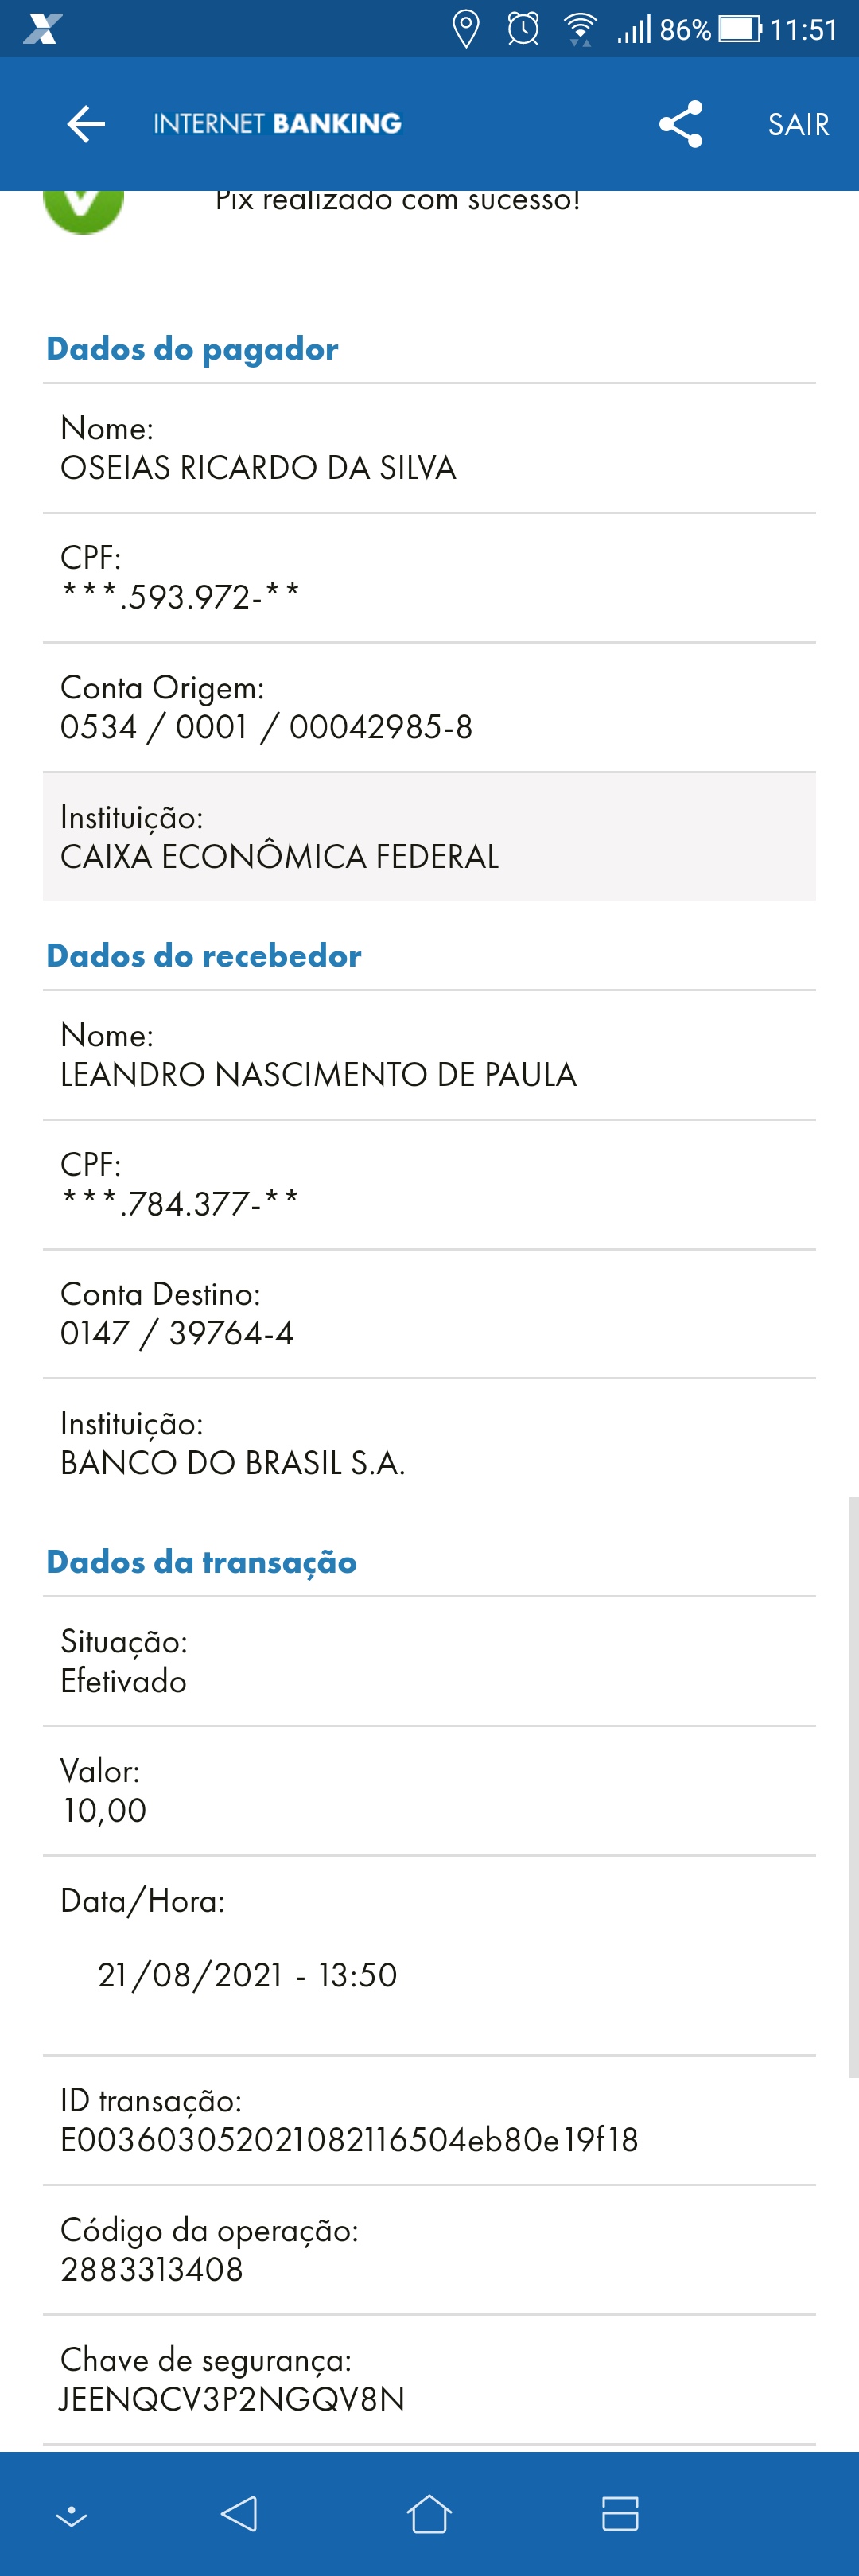 86% 11:51
INTERNET BANKING SAIR
Pix realizado com sucesso!
Dados do pagador
Nome:
OSEIAS RICARDO DA SILVA
CPF:
***.593.972-**
Conta Origem:
0534 / 0001 / 00042985-8
Instituição:
CAIXA ECONÔMICA FEDERAL
Dados do recebedor
Nome:
LEANDRO NASCIMENTO DE PAULA
CPF:
***.784.377-**
Conta Destino:
0147 / 39764-4
Instituição:
BANCO DO BRASIL S.A.
Dados da transação
Situação:
Efetivado
Valor:
10,00
Data/Hora:
21/08/2021 - 13:50
ID transação:
E003603052021082116504eb80e19f18
Código da operação:
2883313408
Chave de segurança:
JEENQCV3P2NGQV8N